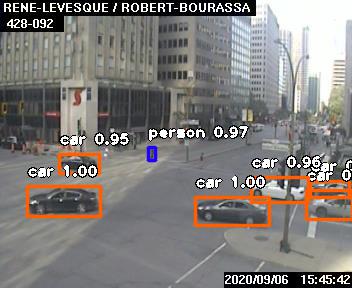 RENE-LEVESQUE / ROBERT-BOURASSA
428-092
car 0.95
person 0.97
car 1.00
car 1.00
car 0.96
2020/09/06 15:45:42